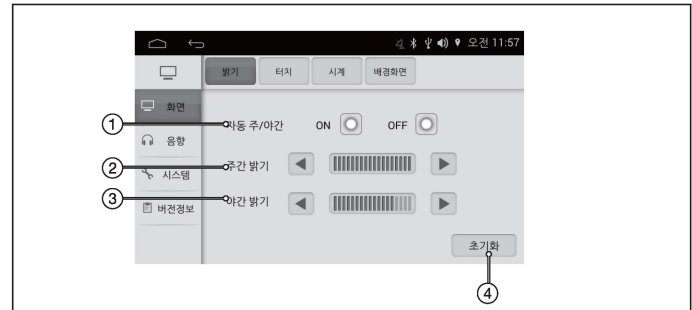 오전 11:57
밝기 터치 시계 배경화면
화면
① 자동 주/야간 ON OFF
음향
② 주간 밝기
시스템
③ 야간 밝기
버전정보
초기화
④